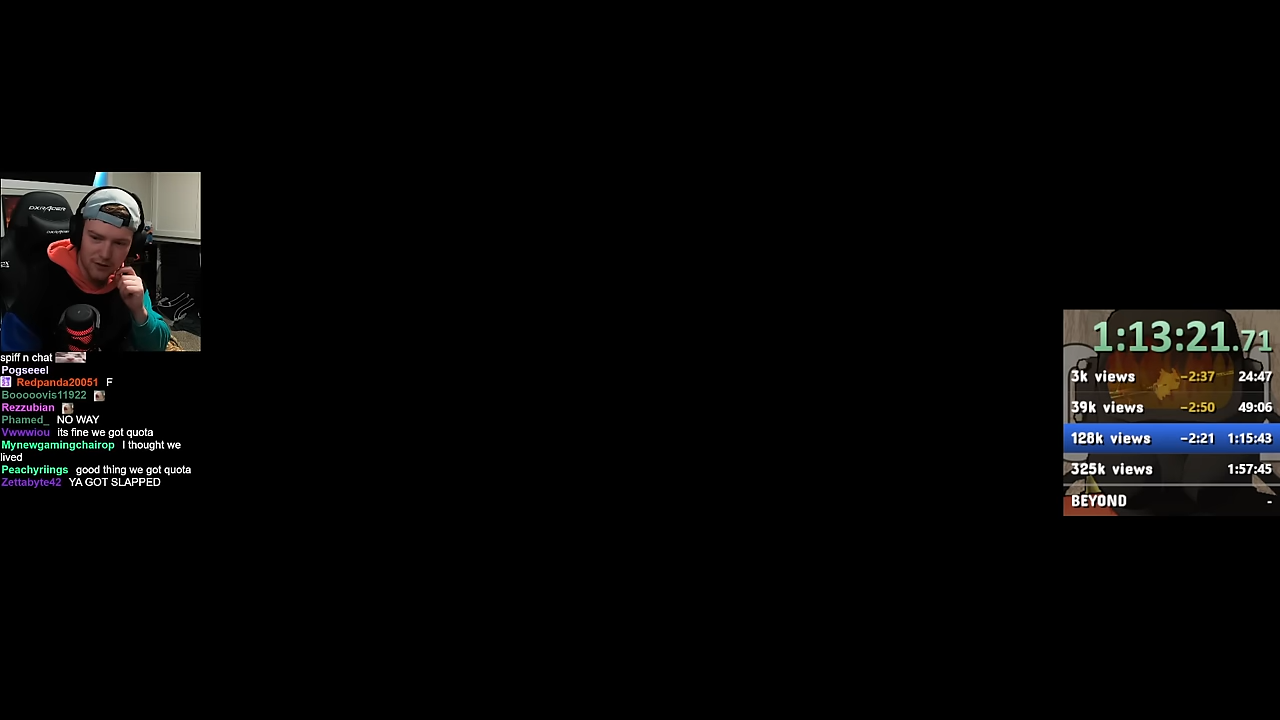 DXRACER
DXRACER
spiff n chat
Pogseeel
Redpanda20051 F
Booooovis11922
Rezzubian
Phamed_ NO WAY
Vwwwiou its fine we got quota
Mynewgamingchairop I thought we
lived
Peachyriings good thing we got quota
Zettabyte42 YA GOT SLAPPED
1:13:21.71
3k views −2:37 24:47
39k views −2:50 49:06
128k views −2:21 1:15:43
325k views 1:57:45
BEYOND -